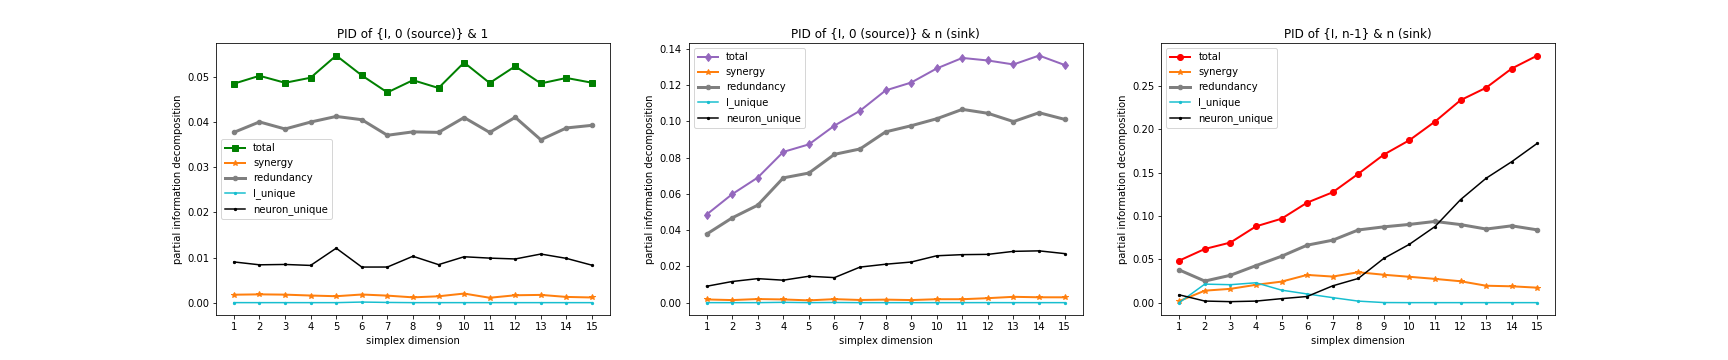 PID of {I, 0 (source)} & 1
partial information decomposition
0.05
0.04
0.03
0.02
0.01
0.00
total
synergy
redundancy
I_unique
neuron_unique
1 2 3 4 5 6 7 8 9 10 11 12 13 14 15
simplex dimension
PID of {I, 0 (source)} & n (sink)
partial information decomposition
0.14
0.12
0.10
0.08
0.06
0.04
0.02
0.00
total
synergy
redundancy
I_unique
neuron_unique
1 2 3 4 5 6 7 8 9 10 11 12 13 14 15
simplex dimension
PID of {I, n-1} & n (sink)
partial information decomposition
0.25
0.20
0.15
0.10
0.05
0.00
total
synergy
redundancy
I_unique
neuron_unique
1 2 3 4 5 6 7 8 9 10 11 12 13 14 15
simplex dimension